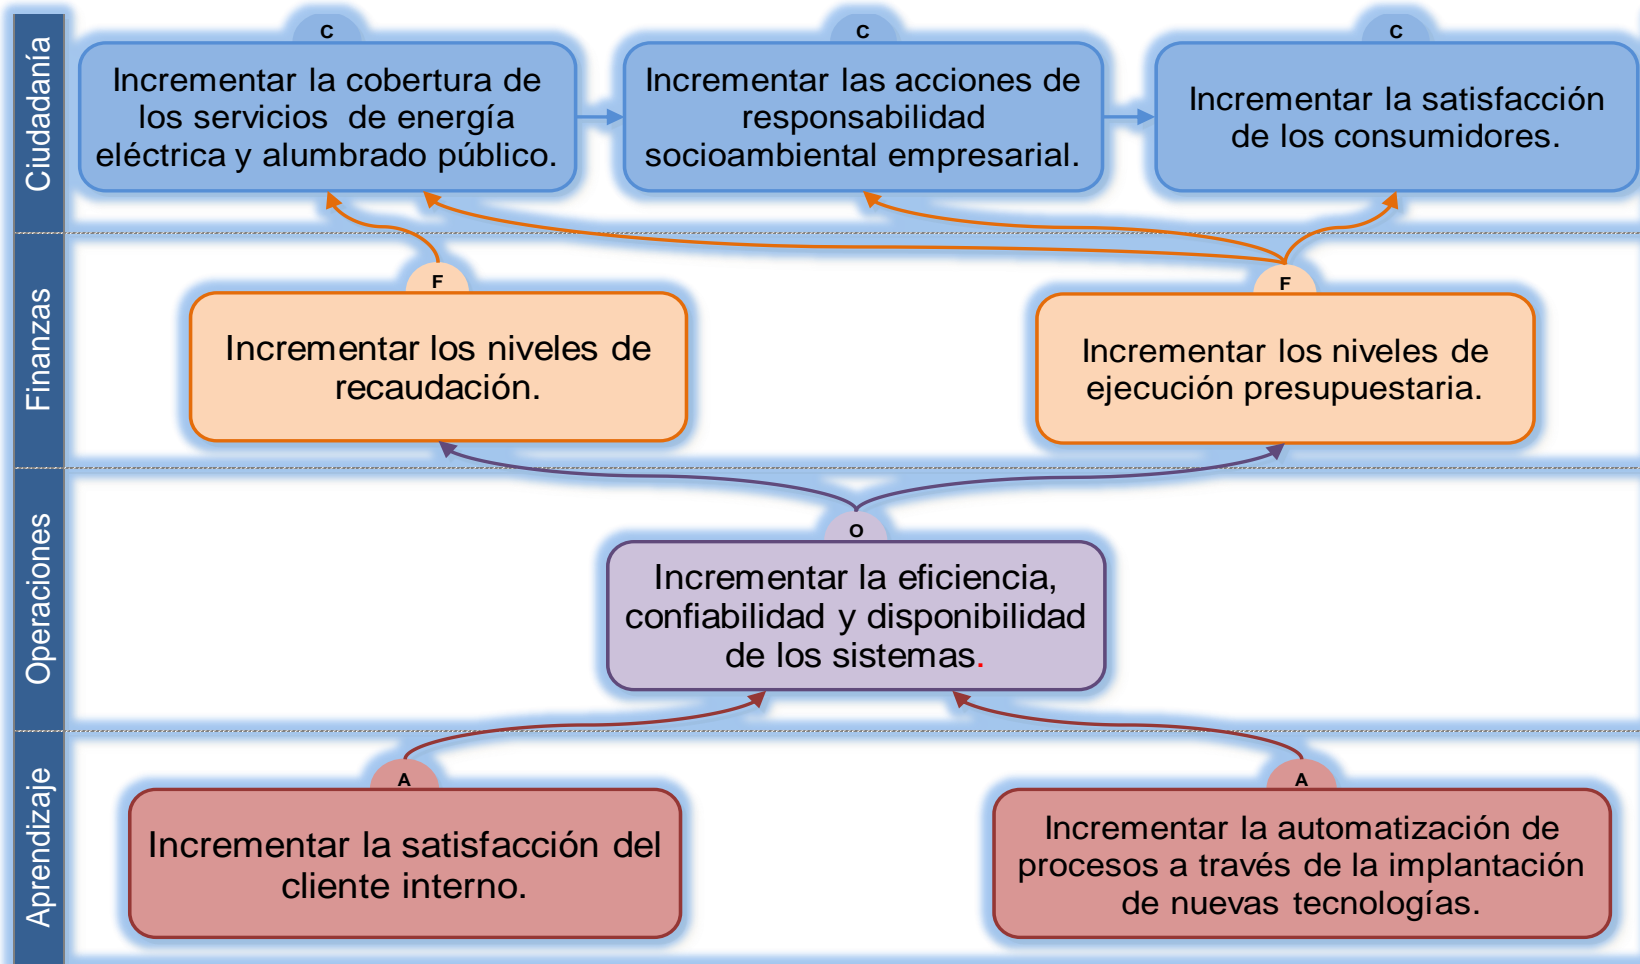 Ciudadanía
C
Incrementar la cobertura de
los servicios de energía
eléctrica y alumbrado público.
C
Incrementar las acciones de
responsabilidad
socioambiental empresarial.
C
Incrementar la satisfacción
de los consumidores.
Finanzas
F
Incrementar los niveles de
recaudación.
F
Incrementar los niveles de
ejecución presupuestaria.
Operaciones
O
Incrementar la eficiencia,
confiabilidad y disponibilidad
de los sistemas.
Aprendizaje
A
Incrementar la satisfacción del
cliente interno.
A
Incrementar la automatización de
procesos a través de la implantación
de nuevas tecnologías.